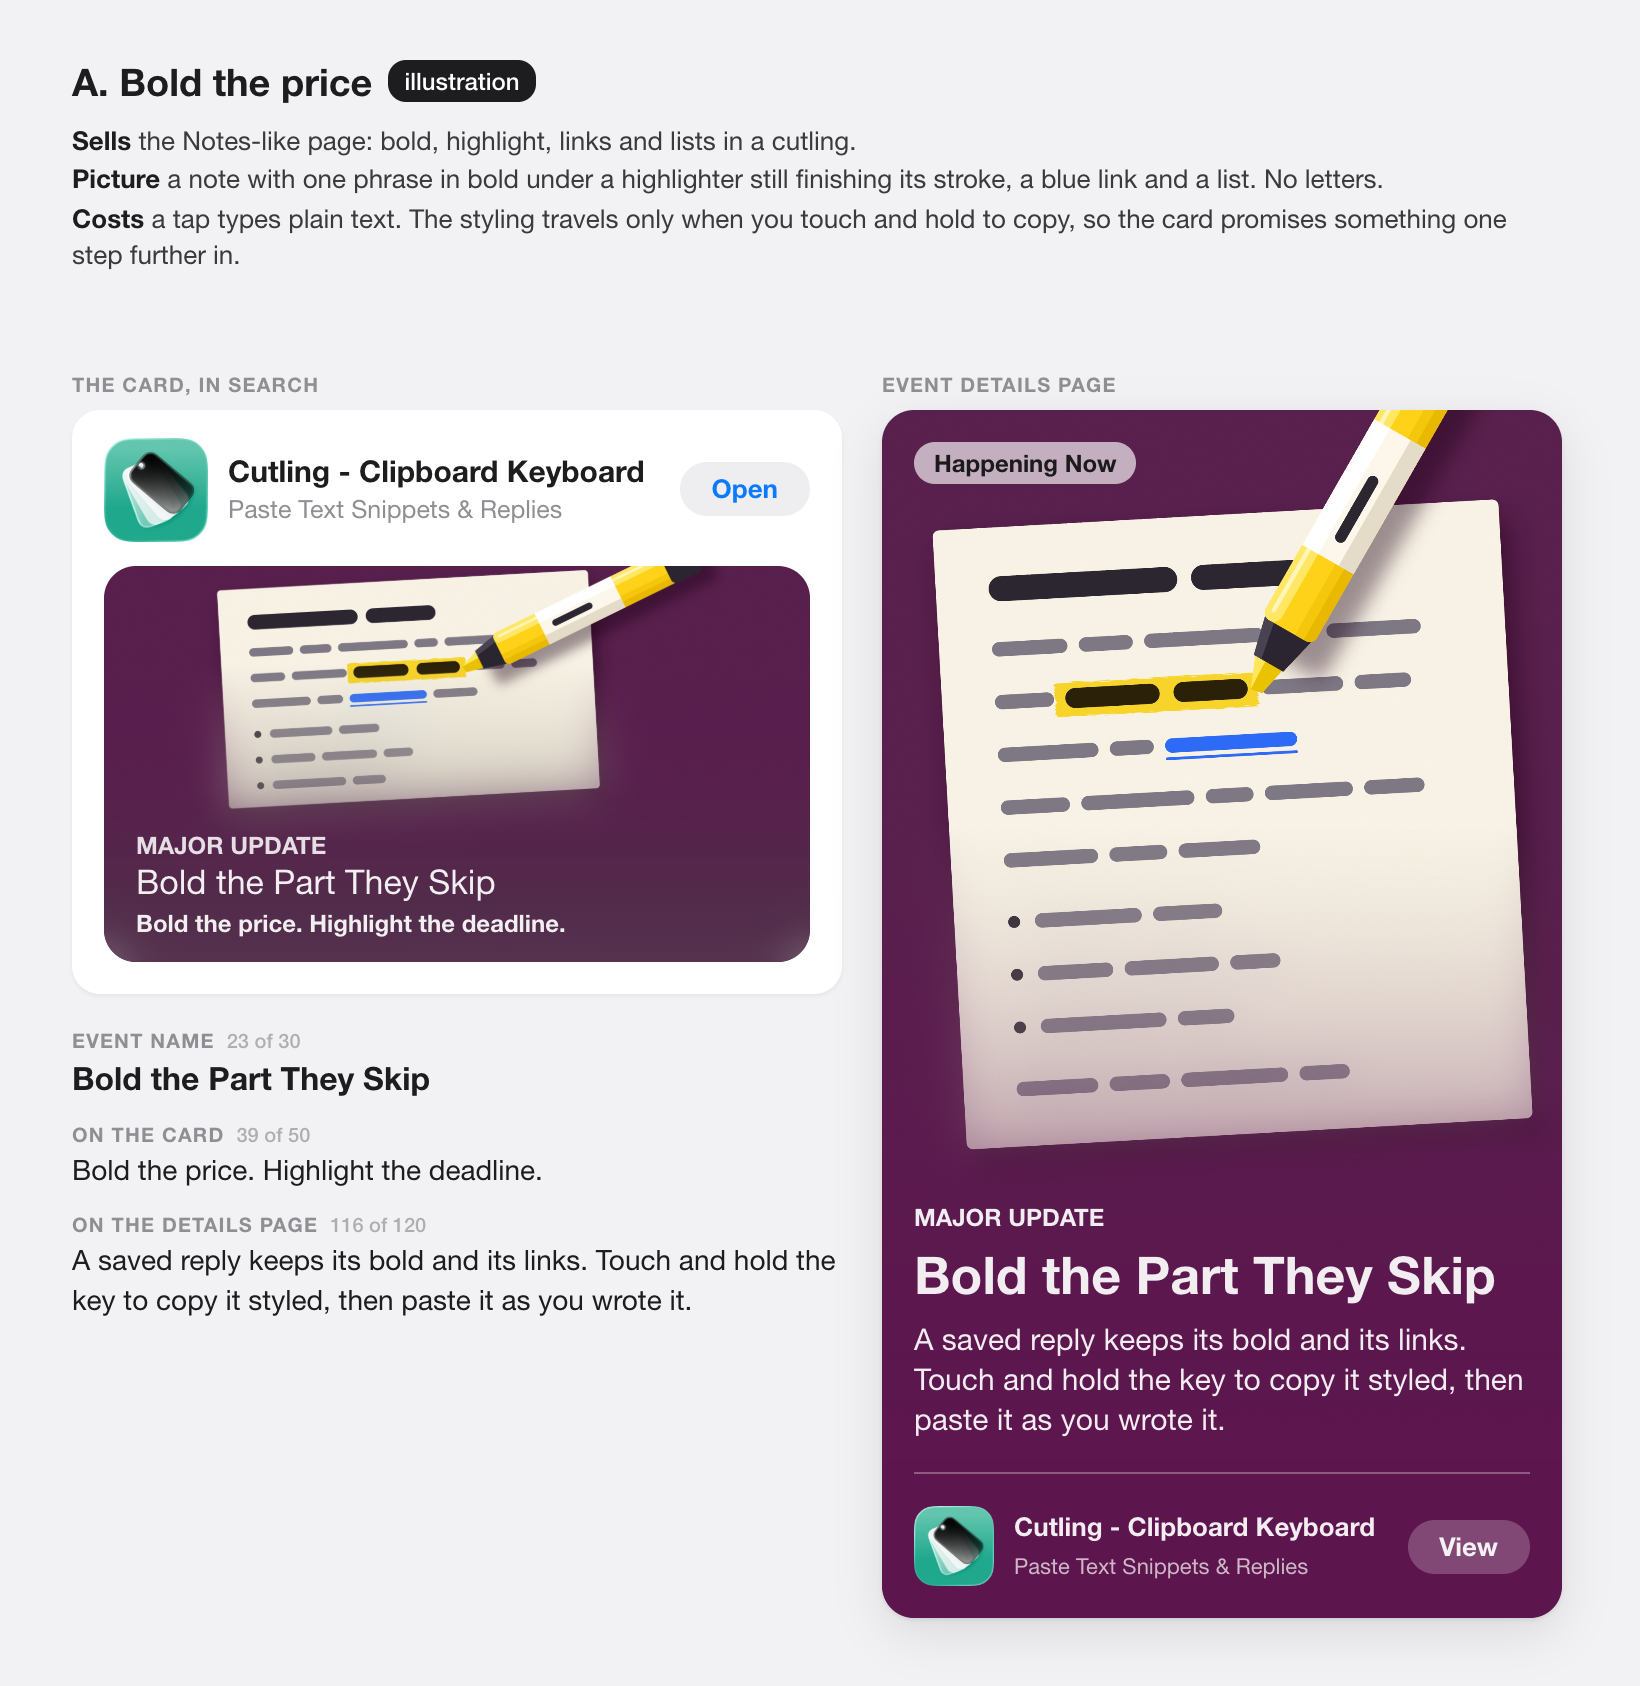 A. Bold the price illustration
Sells the Notes-like page: bold, highlight, links and lists in a cutling.
Picture a note with one phrase in bold under a highlighter still finishing its stroke, a blue link and a list. No letters.
Costs a tap types plain text. The styling travels only when you touch and hold to copy, so the card promises something one
step further in.
THE CARD, IN SEARCH
Cutling - Clipboard Keyboard
Paste Text Snippets & Replies
Open
MAJOR UPDATE
Bold the Part They Skip
Bold the price. Highlight the deadline.
EVENT NAME 23 of 30
Bold the Part They Skip
ON THE CARD 39 of 50
Bold the price. Highlight the deadline.
ON THE DETAILS PAGE 116 of 120
A saved reply keeps its bold and its links. Touch and hold the
key to copy it styled, then paste it as you wrote it.
EVENT DETAILS PAGE
Happening Now
MAJOR UPDATE
Bold the Part They Skip
A saved reply keeps its bold and its links.
Touch and hold the key to copy it styled, then
paste it as you wrote it.
Cutling - Clipboard Keyboard
Paste Text Snippets & Replies
View